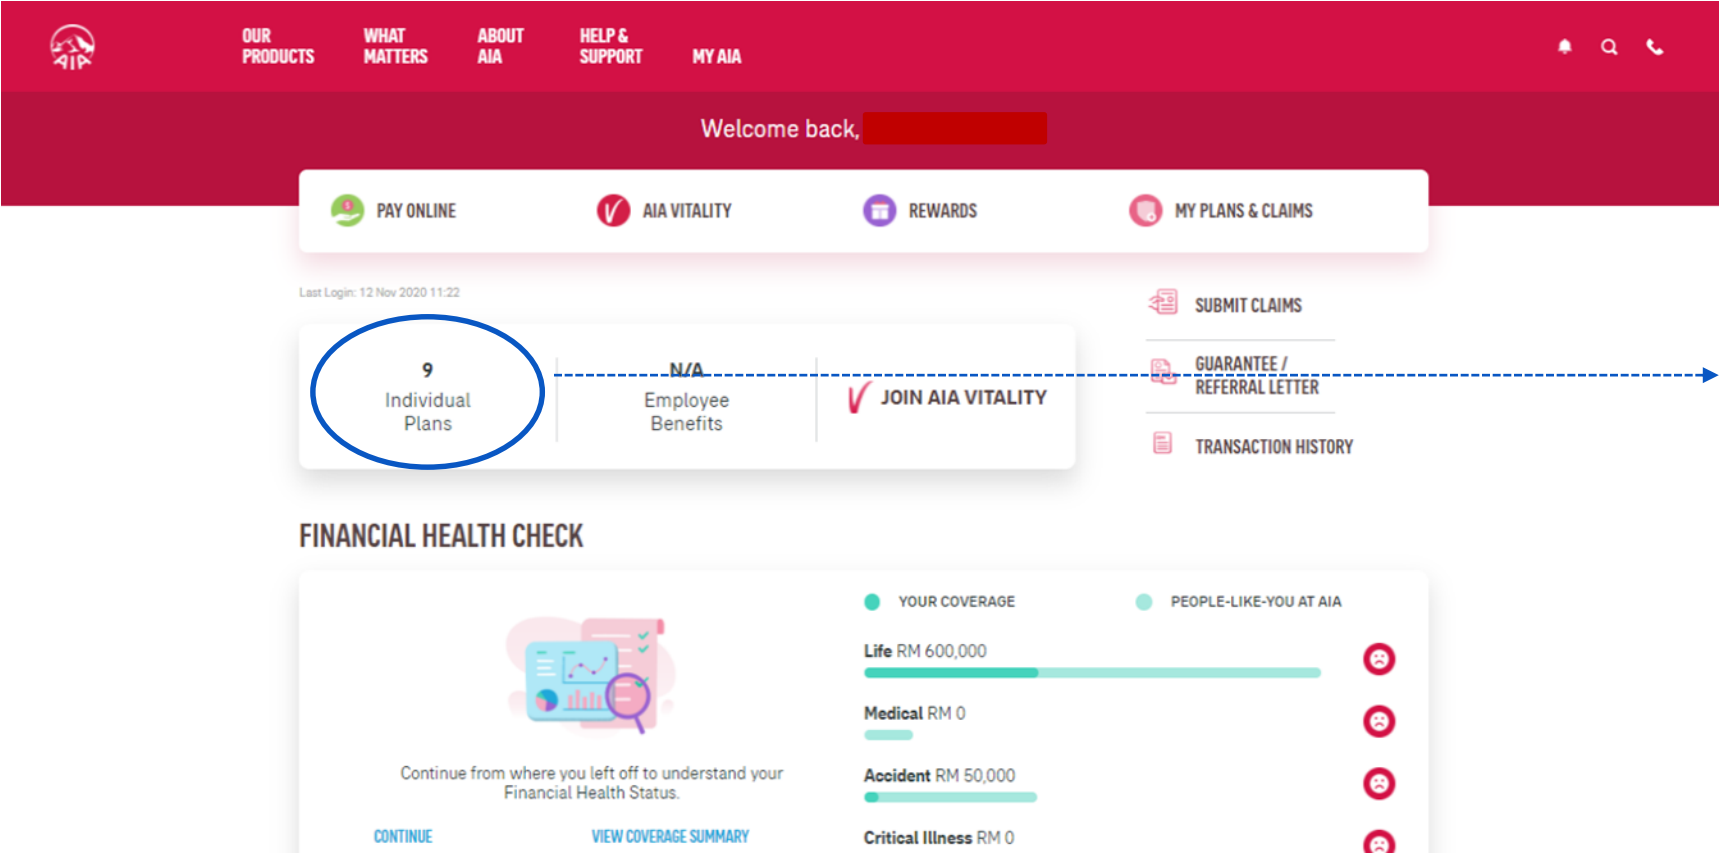 AIA
OUR
PRODUCTS
WHAT
MATTERS
ABOUT
AIA
HELP &
SUPPORT
MY AIA
Welcome back,
PAY ONLINE
AIA VITALITY
REWARDS
MY PLANS & CLAIMS
Last Login: 12 Nov 2020 11:22
9
Individual
Plans
N/A
Employee
Benefits
JOIN AIA VITALITY
SUBMIT CLAIMS
GUARANTEE /
REFERRAL LETTER
TRANSACTION HISTORY
FINANCIAL HEALTH CHECK
Continue from where you left off to understand your
Financial Health Status.
CONTINUE
VIEW COVERAGE SUMMARY
YOUR COVERAGE
PEOPLE-LIKE-YOU AT AIA
Life RM 600,000
Medical RM 0
Accident RM 50,000
Critical Illness RM 0